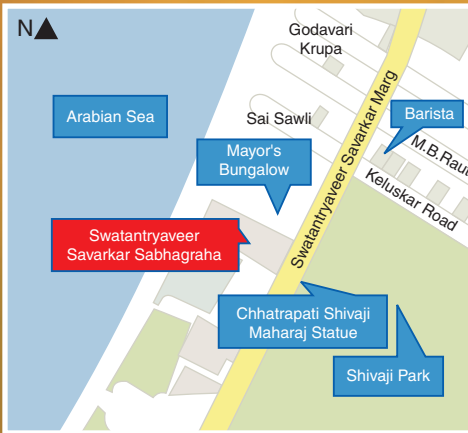 N
Godavari
Krupa
Arabian Sea
Sai Sawli
Barista
Mayor's
Bungalow
Swatantryaveer Savarkar Marg
M.B.Raut
Keluskar Road
Swatantryaveer
Savarkar Sabhagraha
Chhatrapati Shivaji
Maharaj Statue
Shivaji Park